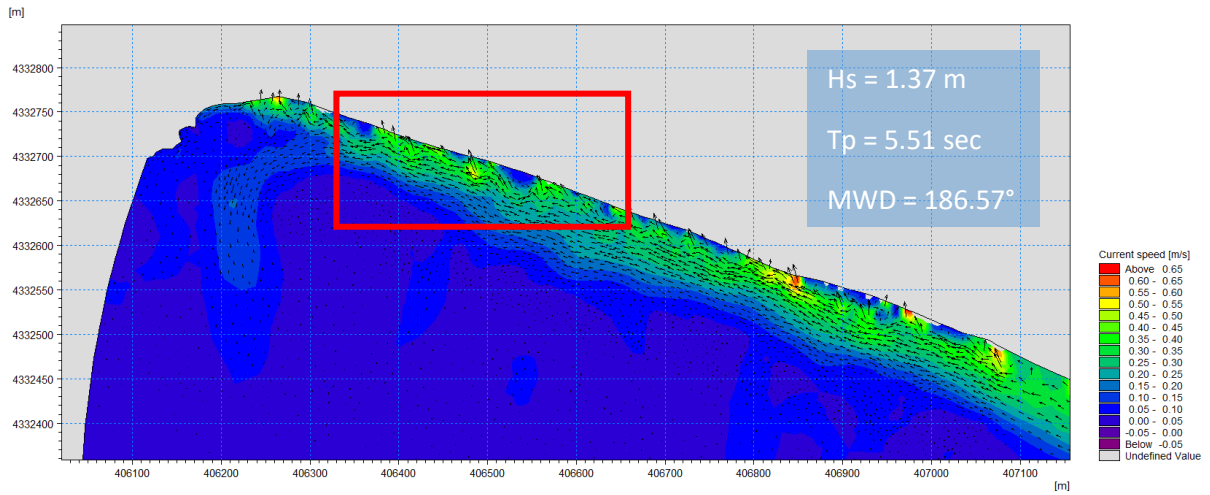 [m]
4332800
4332750
4332700
4332650
4332600
4332550
4332500
4332450
4332400
Hs = 1.37 m
Tp = 5.51 sec
MWD = 186.57°
406100 406200 406300 406400 406500 406600 406700 406800 406900 407000 407100
[m]
Current speed [m/s]
Above 0.65
0.60 - 0.65
0.55 - 0.60
0.50 - 0.55
0.45 - 0.50
0.40 - 0.45
0.35 - 0.40
0.30 - 0.35
0.25 - 0.30
0.20 - 0.25
0.15 - 0.20
0.10 - 0.15
0.05 - 0.10
0.00 - 0.05
-0.05 - 0.00
Below -0.05
Undefined Value